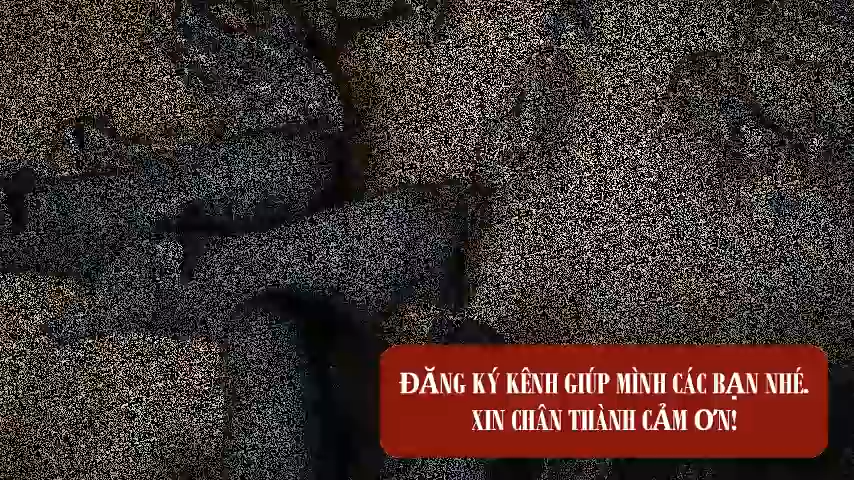 ĐĂNG KÝ KÊNH GIÚP MÌNH CÁC BẠN NHÉ.
XIN CHÂN THÀNH CẢM ƠN!